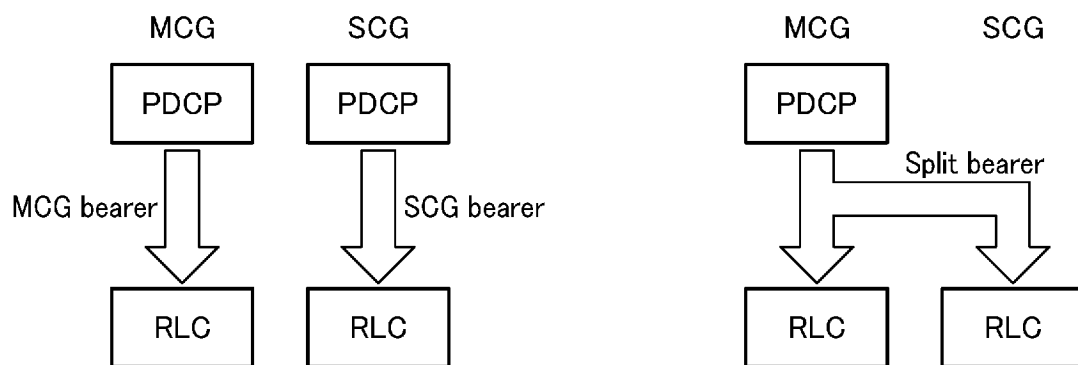 MCG SCG MCG SCG
PDCP PDCP PDCP
Split bearer
MCG bearer SCG bearer
RLC RLC RLC RLC